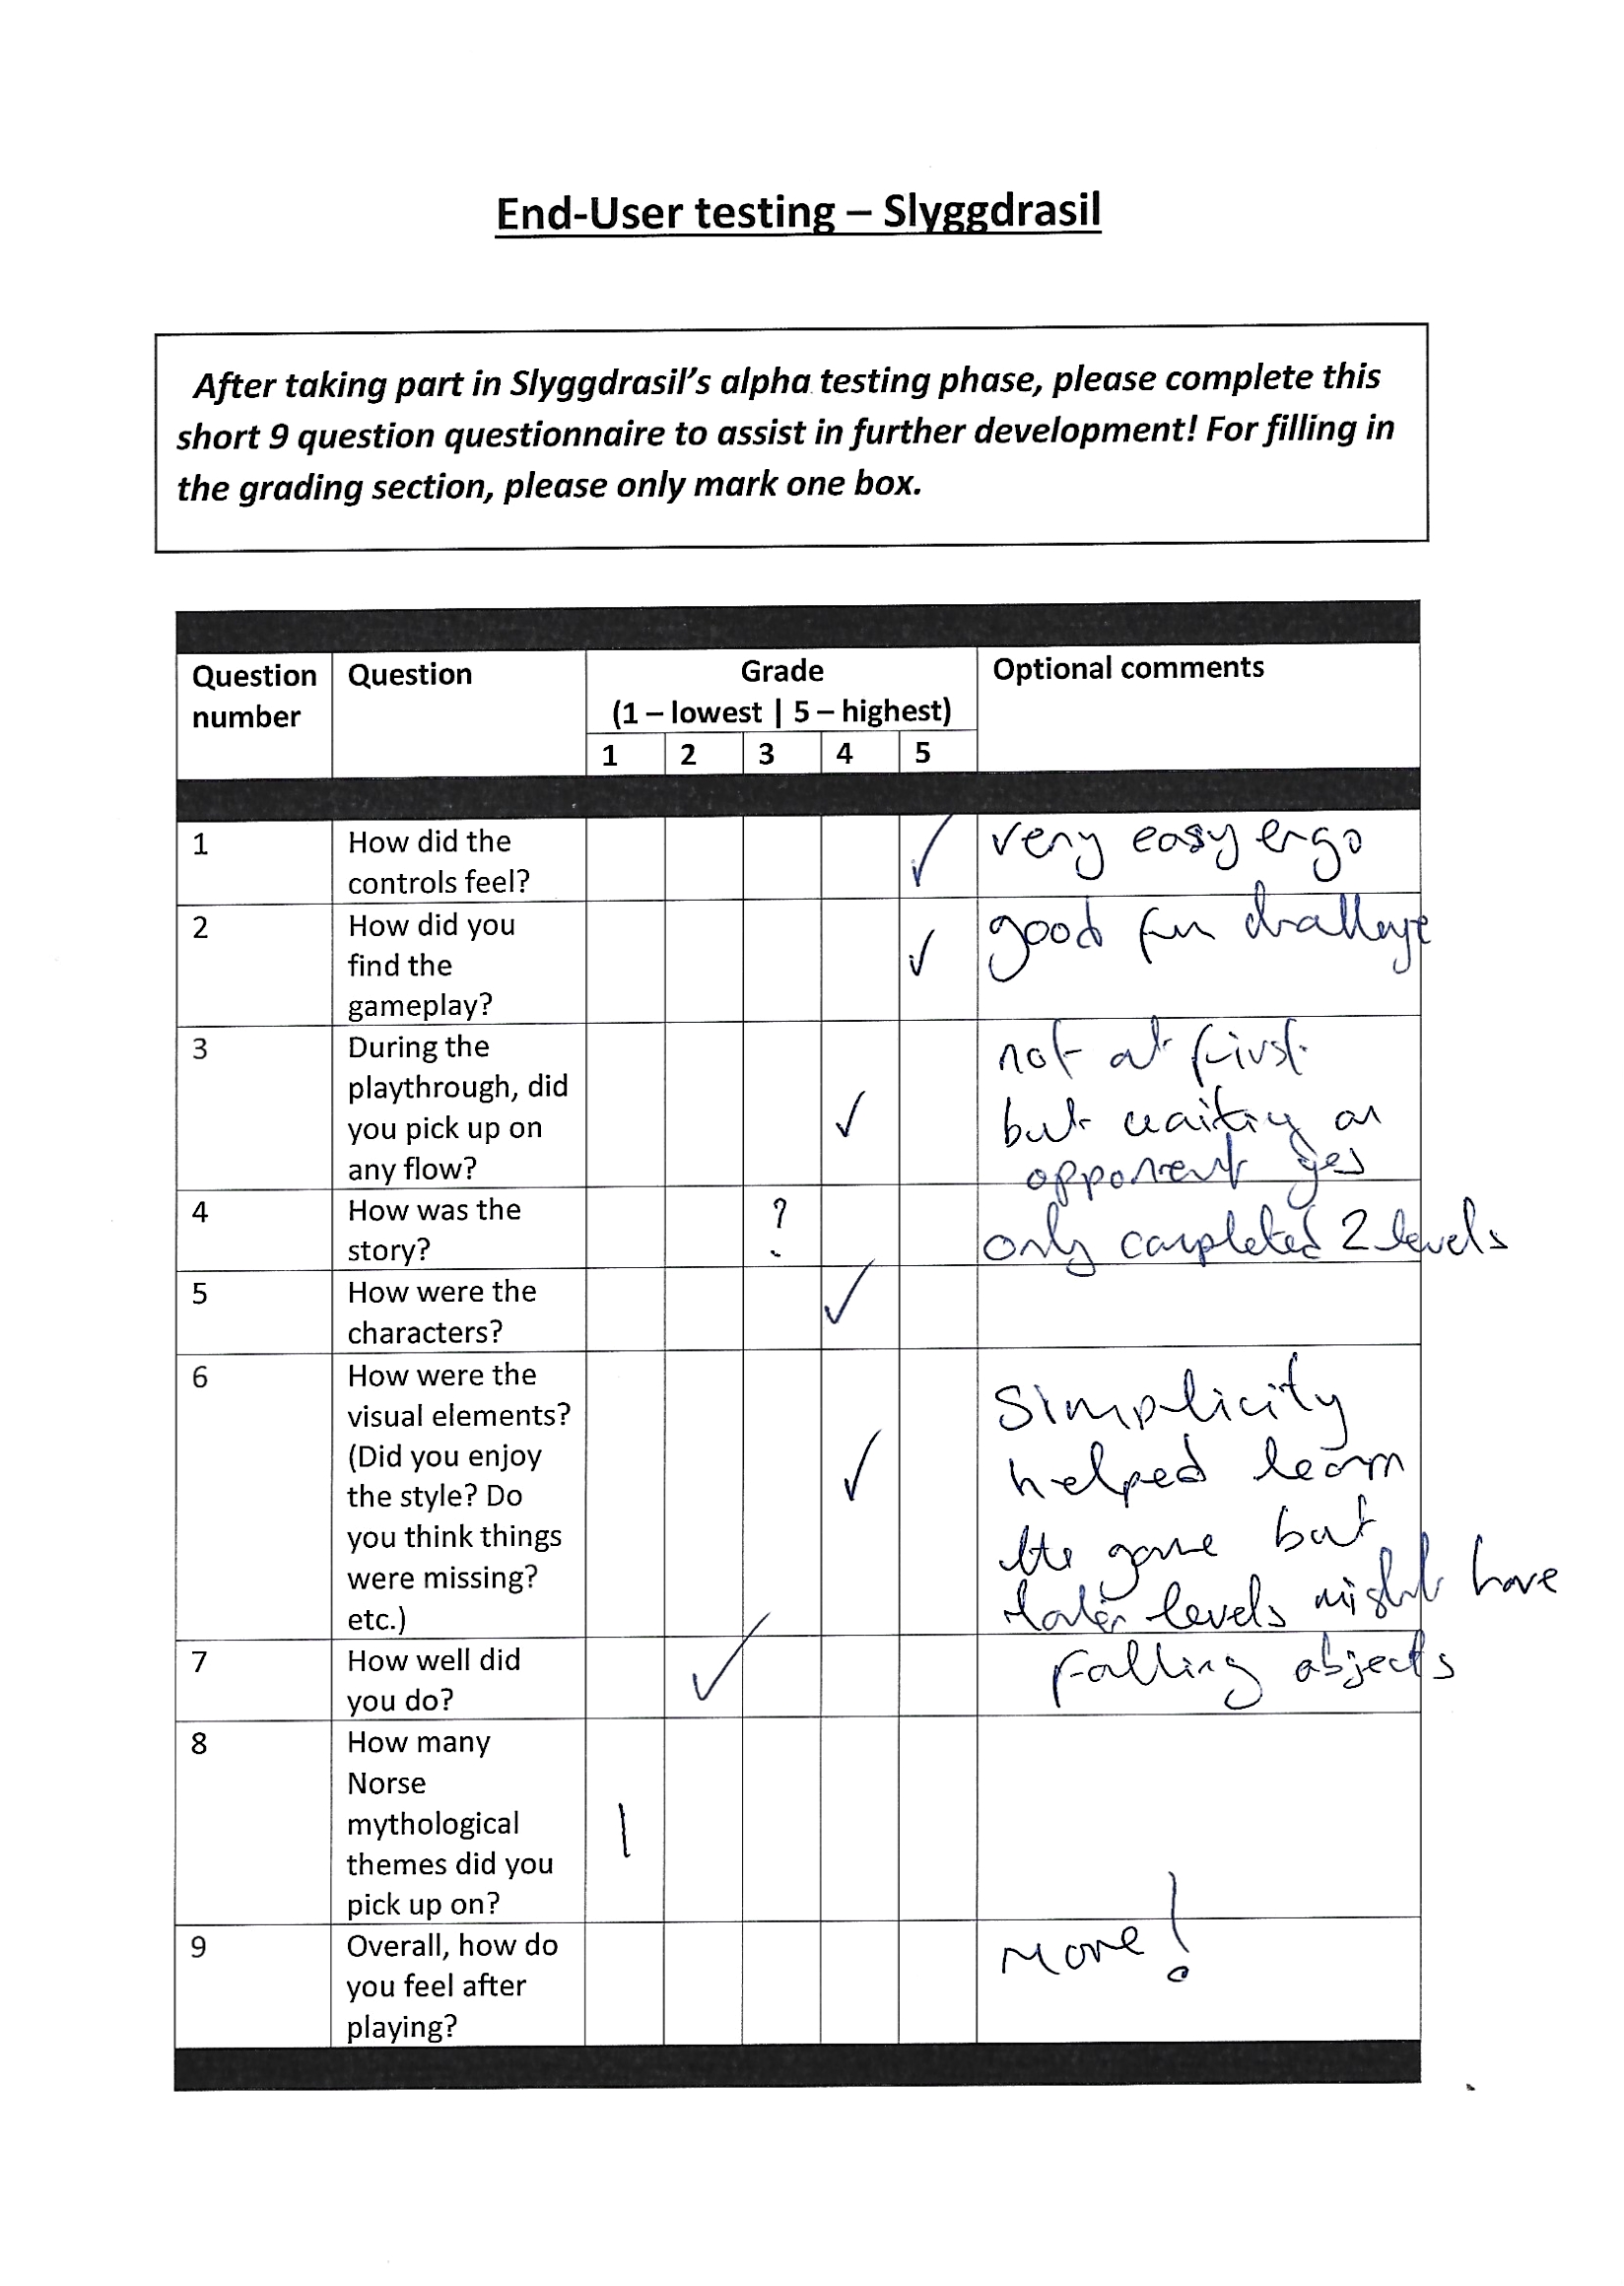 End-User testing – Slyggdrasil
After taking part in Slyggdrasil's alpha testing phase, please complete this
short 9 question questionnaire to assist in further development! For filling in
the grading section, please only mark one box.
Question number
Question
Grade
(1 – lowest | 5 – highest)
Optional comments
1 2 3 4 5
1
How did the
controls feel?
✓
very easy ergo
2
How did you
find the
gameplay?
✓
good fun challenge
3
During the
playthrough, did
you pick up on
any flow?
✓
not at first
but waiting on
opponent yes
4
How was the
story?
?
only completed 2 levels
5
How were the
characters?
✓
6
How were the
visual elements?
(Did you enjoy
the style? Do
you think things
were missing?
etc.)
✓
Simplicity
helped learn
the game but
later levels might have
falling objects
7
How well did
you do?
✓
8
How many
Norse
mythological
themes did you
pick up on?
1
9
Overall, how do
you feel after
playing?
More!